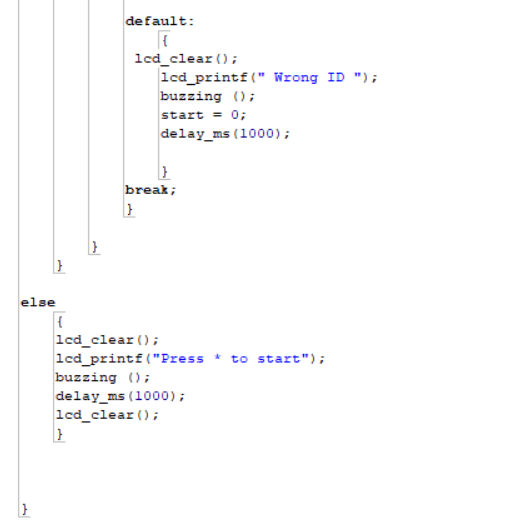 default:
{
lcd_clear();
lcd_printf(" Wrong ID ");
buzzing ();
start = 0;
delay_ms(1000);
}
break;
}
}
}
else
{
lcd_clear();
lcd_printf("Press * to start");
buzzing ();
delay_ms(1000);
lcd_clear();
}
}